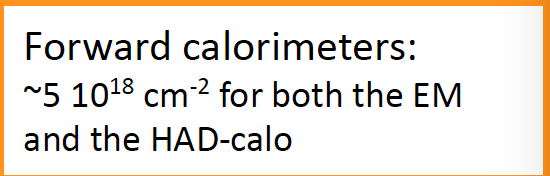 Forward calorimeters:
~5 10¹⁸ cm⁻² for both the EM
and the HAD-calo